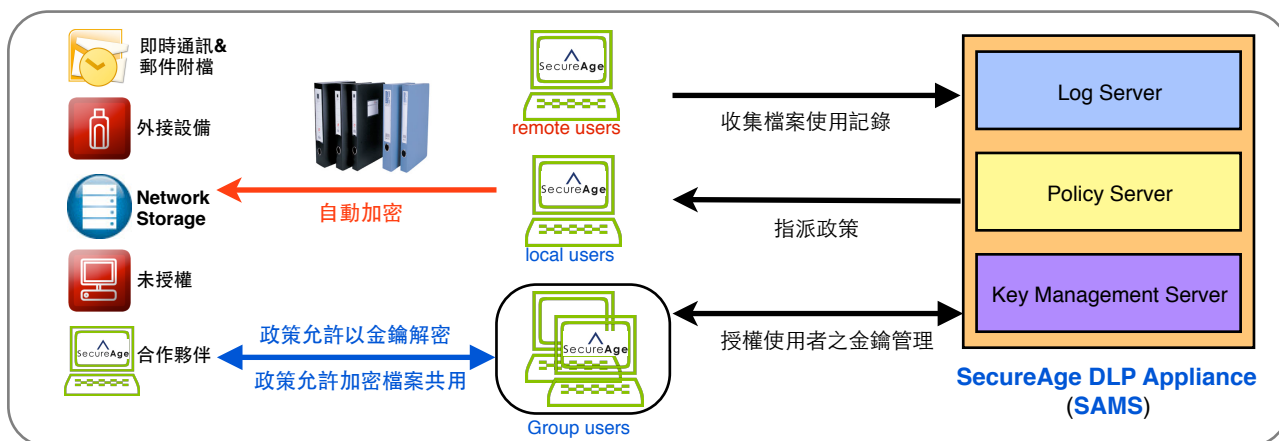 即時通訊&
郵件附檔
外接設備
Network
Storage
未授權
SecureAge
合作夥伴
自動加密
政策允許以金鑰解密
政策允許加密檔案共用
SecureAge
remote users
SecureAge
local users
SecureAge
Group users
收集檔案使用記錄
指派政策
授權使用者之金鑰管理
Log Server
Policy Server
Key Management Server
SecureAge DLP Appliance
(SAMS)